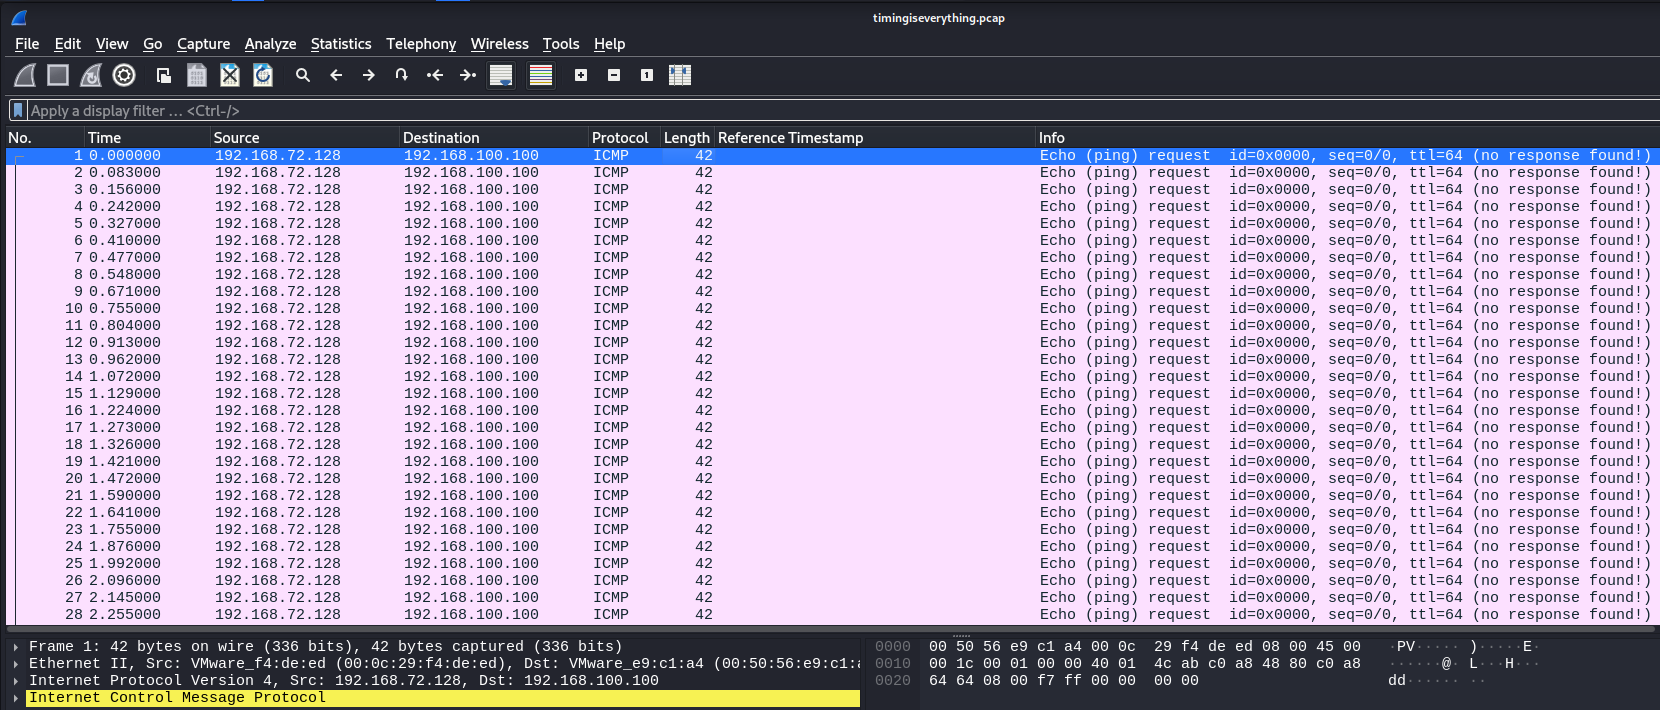 timingiseverything.pcap
File Edit View Go Capture Analyze Statistics Telephony Wireless Tools Help
Apply a display filter … <Ctrl-/>
No. Time Source Destination Protocol Length Reference Timestamp Info
1 0.000000 192.168.72.128 192.168.100.100 ICMP 42 Echo (ping) request id=0x0000, seq=0/0, ttl=64 (no response found!)
2 0.083000 192.168.72.128 192.168.100.100 ICMP 42 Echo (ping) request id=0x0000, seq=0/0, ttl=64 (no response found!)
3 0.156000 192.168.72.128 192.168.100.100 ICMP 42 Echo (ping) request id=0x0000, seq=0/0, ttl=64 (no response found!)
4 0.242000 192.168.72.128 192.168.100.100 ICMP 42 Echo (ping) request id=0x0000, seq=0/0, ttl=64 (no response found!)
5 0.327000 192.168.72.128 192.168.100.100 ICMP 42 Echo (ping) request id=0x0000, seq=0/0, ttl=64 (no response found!)
6 0.410000 192.168.72.128 192.168.100.100 ICMP 42 Echo (ping) request id=0x0000, seq=0/0, ttl=64 (no response found!)
7 0.477000 192.168.72.128 192.168.100.100 ICMP 42 Echo (ping) request id=0x0000, seq=0/0, ttl=64 (no response found!)
8 0.548000 192.168.72.128 192.168.100.100 ICMP 42 Echo (ping) request id=0x0000, seq=0/0, ttl=64 (no response found!)
9 0.671000 192.168.72.128 192.168.100.100 ICMP 42 Echo (ping) request id=0x0000, seq=0/0, ttl=64 (no response found!)
10 0.755000 192.168.72.128 192.168.100.100 ICMP 42 Echo (ping) request id=0x0000, seq=0/0, ttl=64 (no response found!)
11 0.804000 192.168.72.128 192.168.100.100 ICMP 42 Echo (ping) request id=0x0000, seq=0/0, ttl=64 (no response found!)
12 0.913000 192.168.72.128 192.168.100.100 ICMP 42 Echo (ping) request id=0x0000, seq=0/0, ttl=64 (no response found!)
13 0.962000 192.168.72.128 192.168.100.100 ICMP 42 Echo (ping) request id=0x0000, seq=0/0, ttl=64 (no response found!)
14 1.072000 192.168.72.128 192.168.100.100 ICMP 42 Echo (ping) request id=0x0000, seq=0/0, ttl=64 (no response found!)
15 1.129000 192.168.72.128 192.168.100.100 ICMP 42 Echo (ping) request id=0x0000, seq=0/0, ttl=64 (no response found!)
16 1.224000 192.168.72.128 192.168.100.100 ICMP 42 Echo (ping) request id=0x0000, seq=0/0, ttl=64 (no response found!)
17 1.273000 192.168.72.128 192.168.100.100 ICMP 42 Echo (ping) request id=0x0000, seq=0/0, ttl=64 (no response found!)
18 1.326000 192.168.72.128 192.168.100.100 ICMP 42 Echo (ping) request id=0x0000, seq=0/0, ttl=64 (no response found!)
19 1.421000 192.168.72.128 192.168.100.100 ICMP 42 Echo (ping) request id=0x0000, seq=0/0, ttl=64 (no response found!)
20 1.472000 192.168.72.128 192.168.100.100 ICMP 42 Echo (ping) request id=0x0000, seq=0/0, ttl=64 (no response found!)
21 1.590000 192.168.72.128 192.168.100.100 ICMP 42 Echo (ping) request id=0x0000, seq=0/0, ttl=64 (no response found!)
22 1.641000 192.168.72.128 192.168.100.100 ICMP 42 Echo (ping) request id=0x0000, seq=0/0, ttl=64 (no response found!)
23 1.755000 192.168.72.128 192.168.100.100 ICMP 42 Echo (ping) request id=0x0000, seq=0/0, ttl=64 (no response found!)
24 1.876000 192.168.72.128 192.168.100.100 ICMP 42 Echo (ping) request id=0x0000, seq=0/0, ttl=64 (no response found!)
25 1.992000 192.168.72.128 192.168.100.100 ICMP 42 Echo (ping) request id=0x0000, seq=0/0, ttl=64 (no response found!)
26 2.096000 192.168.72.128 192.168.100.100 ICMP 42 Echo (ping) request id=0x0000, seq=0/0, ttl=64 (no response found!)
27 2.145000 192.168.72.128 192.168.100.100 ICMP 42 Echo (ping) request id=0x0000, seq=0/0, ttl=64 (no response found!)
28 2.255000 192.168.72.128 192.168.100.100 ICMP 42 Echo (ping) request id=0x0000, seq=0/0, ttl=64 (no response found!)
Frame 1: 42 bytes on wire (336 bits), 42 bytes captured (336 bits)
Ethernet II, Src: VMware_f4:de:ed (00:0c:29:f4:de:ed), Dst: VMware_e9:c1:a4 (00:50:56:e9:c1:a
Internet Protocol Version 4, Src: 192.168.72.128, Dst: 192.168.100.100
Internet Control Message Protocol
0000 00 50 56 e9 c1 a4 00 0c 29 f4 de ed 08 00 45 00 ·PV····· )·····E·
0010 00 1c 00 01 00 00 40 01 4c ab c0 a8 48 80 c0 a8 ······@· L···H···
0020 64 64 08 00 f7 ff 00 00 00 00 dd······ ··